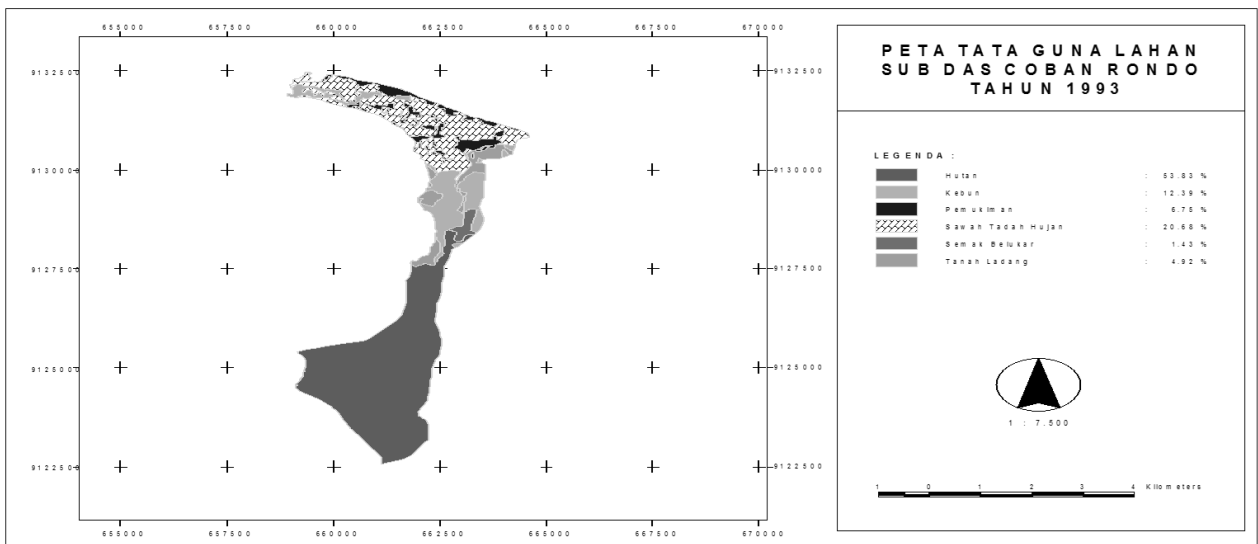 655000 657500 660000 662500 665000 667500 670000
9132500 9132500
9130000 9130000
9127500 9127500
9125000 9125000
9122500 9122500
655000 657500 660000 662500 665000 667500 670000
PETA TATA GUNA LAHAN
SUB DAS COBAN RONDO
TAHUN 1993
LEGENDA :
Hutan : 53.83 %
Kebun : 12.39 %
Pemukiman : 6.75 %
Sawah Tadah Hujan : 20.68 %
Semak Belukar : 1.43 %
Tanah Ladang : 4.92 %
1 : 7.500
1 0 1 2 3 4 Kilometers